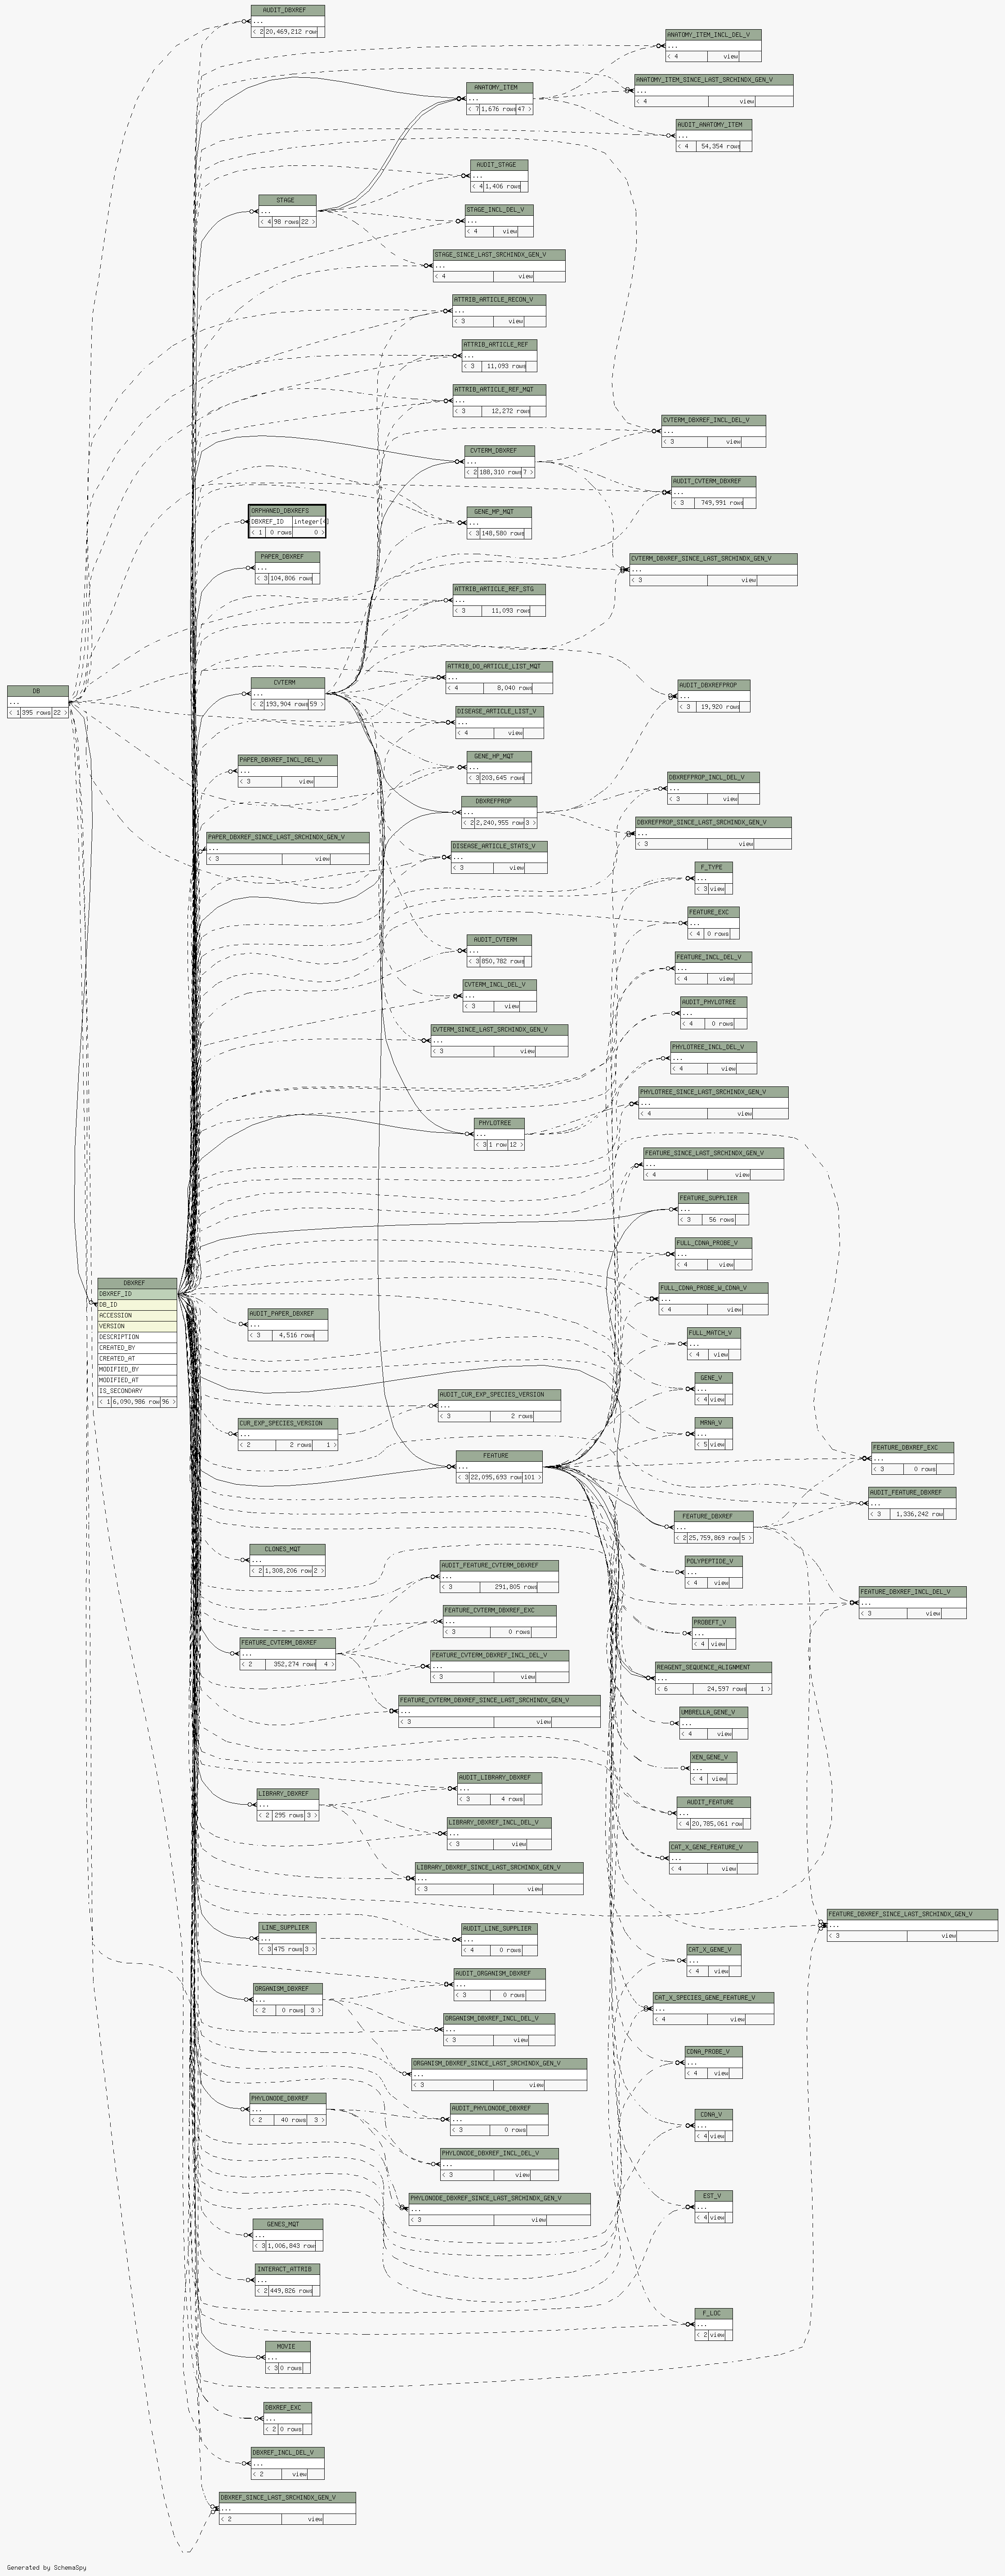 AUDIT_DBXREF
...
< 2 20,469,212 row
ANATOMY_ITEM_INCL_DEL_V
...
< 4 view
ANATOMY_ITEM_SINCE_LAST_SRCHINDX_GEN_V
...
< 4 view
ANATOMY_ITEM
...
< 7 1,676 rows 47 >
AUDIT_ANATOMY_ITEM
...
< 4 54,354 rows
AUDIT_STAGE
...
< 4 1,406 rows
STAGE
...
< 4 98 rows 22 >
STAGE_INCL_DEL_V
...
< 4 view
STAGE_SINCE_LAST_SRCHINDX_GEN_V
...
< 4 view
ATTRIB_ARTICLE_RECON_V
...
< 3 view
ATTRIB_ARTICLE_REF
...
< 3 11,093 rows
ATTRIB_ARTICLE_REF_MQT
...
< 3 12,272 rows
CVTERM_DBXREF_INCL_DEL_V
...
< 3 view
CVTERM_DBXREF
...
< 2 188,310 rows 7 >
AUDIT_CVTERM_DBXREF
...
< 3 749,991 rows
ORPHANED_DBXREFS
DBXREF_ID integer[4]
< 1 0 rows 0 >
GENE_MP_MQT
...
< 3 148,580 rows
PAPER_DBXREF
...
< 3 104,806 rows
CVTERM_DBXREF_SINCE_LAST_SRCHINDX_GEN_V
...
< 3 view
ATTRIB_ARTICLE_REF_STG
...
< 3 11,093 rows
ATTRIB_DO_ARTICLE_LIST_MQT
...
< 4 8,040 rows
CVTERM
...
< 2 193,904 rows 59 >
AUDIT_DBXREFPROP
...
< 3 19,920 rows
DB
...
< 1 395 rows 22 >
DISEASE_ARTICLE_LIST_V
...
< 4 view
PAPER_DBXREF_INCL_DEL_V
...
< 3 view
GENE_HP_MQT
...
< 3 203,645 rows
DBXREFPROP_INCL_DEL_V
...
< 3 view
DBXREFPROP
...
< 2 2,240,955 row 3 >
DBXREFPROP_SINCE_LAST_SRCHINDX_GEN_V
...
< 3 view
PAPER_DBXREF_SINCE_LAST_SRCHINDX_GEN_V
...
< 3 view
DISEASE_ARTICLE_STATS_V
...
< 3 view
F_TYPE
...
< 3 view
FEATURE_EXC
...
< 4 0 rows
AUDIT_CVTERM
...
< 3 850,782 rows
FEATURE_INCL_DEL_V
...
< 4 view
CVTERM_INCL_DEL_V
...
< 3 view
AUDIT_PHYLOTREE
...
< 4 0 rows
CVTERM_SINCE_LAST_SRCHINDX_GEN_V
...
< 3 view
PHYLOTREE_INCL_DEL_V
...
< 4 view
PHYLOTREE_SINCE_LAST_SRCHINDX_GEN_V
...
< 4 view
PHYLOTREE
...
< 3 1 row 12 >
FEATURE_SINCE_LAST_SRCHINDX_GEN_V
...
< 4 view
FEATURE_SUPPLIER
...
< 3 56 rows
FULL_CDNA_PROBE_V
...
< 4 view
DBXREF
DBXREF_ID
DB_ID
ACCESSION
VERSION
DESCRIPTION
CREATED_BY
CREATED_AT
MODIFIED_BY
MODIFIED_AT
IS_SECONDARY
< 1 6,090,986 row 96 >
FULL_CDNA_PROBE_W_CDNA_V
...
< 4 view
AUDIT_PAPER_DBXREF
...
< 3 4,516 rows
FULL_MATCH_V
...
< 4 view
GENE_V
...
< 4 view
AUDIT_CUR_EXP_SPECIES_VERSION
...
< 3 2 rows
CUR_EXP_SPECIES_VERSION
...
< 2 2 rows 1 >
MRNA_V
...
< 5 view
FEATURE_DBXREF_EXC
...
< 3 0 rows
FEATURE
...
< 3 22,095,693 row 101 >
AUDIT_FEATURE_DBXREF
...
< 3 1,336,242 row
FEATURE_DBXREF
...
< 2 25,759,869 row 5 >
CLONES_MQT
...
< 2 1,308,206 row 2 >
AUDIT_FEATURE_CVTERM_DBXREF
...
< 3 291,805 rows
POLYPEPTIDE_V
...
< 4 view
FEATURE_DBXREF_INCL_DEL_V
...
< 3 view
FEATURE_CVTERM_DBXREF_EXC
...
< 3 0 rows
PROBEFT_V
...
< 4 view
FEATURE_CVTERM_DBXREF
...
< 2 352,274 rows 4 >
FEATURE_CVTERM_DBXREF_INCL_DEL_V
...
< 3 view
REAGENT_SEQUENCE_ALIGNMENT
...
< 6 24,597 rows 1 >
FEATURE_CVTERM_DBXREF_SINCE_LAST_SRCHINDX_GEN_V
...
< 3 view
UMBRELLA_GENE_V
...
< 4 view
XEN_GENE_V
...
< 4 view
AUDIT_LIBRARY_DBXREF
...
< 3 4 rows
LIBRARY_DBXREF
...
< 2 295 rows 3 >
AUDIT_FEATURE
...
< 4 20,785,061 row
LIBRARY_DBXREF_INCL_DEL_V
...
< 3 view
CAT_X_GENE_FEATURE_V
...
< 4 view
LIBRARY_DBXREF_SINCE_LAST_SRCHINDX_GEN_V
...
< 3 view
FEATURE_DBXREF_SINCE_LAST_SRCHINDX_GEN_V
...
< 3 view
LINE_SUPPLIER
...
< 3 475 rows 3 >
AUDIT_LINE_SUPPLIER
...
< 4 0 rows
CAT_X_GENE_V
...
< 4 view
AUDIT_ORGANISM_DBXREF
...
< 3 0 rows
ORGANISM_DBXREF
...
< 2 0 rows 3 >
CAT_X_SPECIES_GENE_FEATURE_V
...
< 4 view
ORGANISM_DBXREF_INCL_DEL_V
...
< 3 view
CDNA_PROBE_V
...
< 4 view
ORGANISM_DBXREF_SINCE_LAST_SRCHINDX_GEN_V
...
< 3 view
PHYLONODE_DBXREF
...
< 2 40 rows 3 >
AUDIT_PHYLONODE_DBXREF
...
< 3 0 rows
CDNA_V
...
< 4 view
PHYLONODE_DBXREF_INCL_DEL_V
...
< 3 view
PHYLONODE_DBXREF_SINCE_LAST_SRCHINDX_GEN_V
...
< 3 view
EST_V
...
< 4 view
GENES_MQT
...
< 3 1,006,843 row
INTERACT_ATTRIB
...
< 2 449,826 rows
F_LOC
...
< 2 view
MOVIE
...
< 3 0 rows
DBXREF_EXC
...
< 2 0 rows
DBXREF_INCL_DEL_V
...
< 2 view
DBXREF_SINCE_LAST_SRCHINDX_GEN_V
...
< 2 view
Generated by SchemaSpy